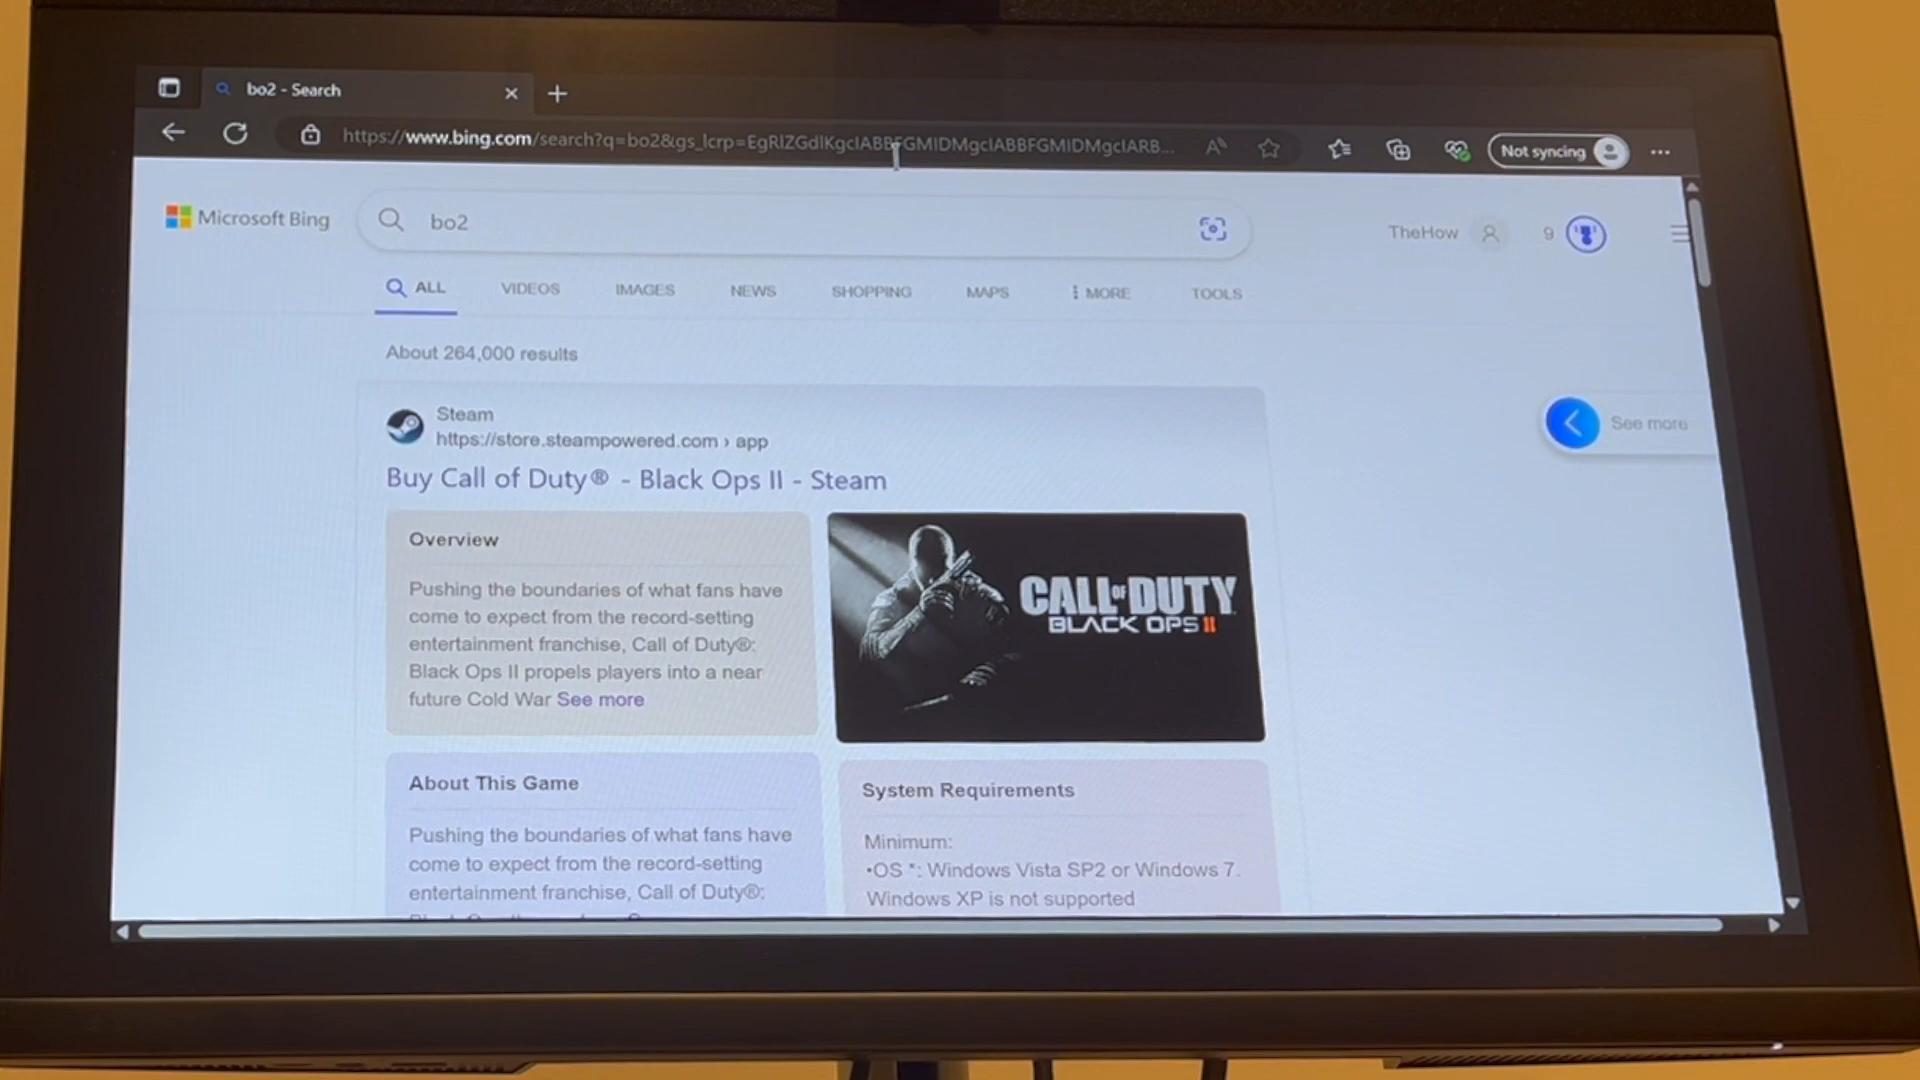 bo2 - Search
https://www.bing.com/search?q=bo2&gs_lcrp=EgRlZGdlKgcIABBFGMIDMgcIABBFGMIDMgcIARB...
Not syncing
Microsoft Bing
bo2
TheHow
9
ALL
VIDEOS
IMAGES
NEWS
SHOPPING
MAPS
MORE
TOOLS
About 264,000 results
Steam
https://store.steampowered.com › app
Buy Call of Duty® - Black Ops II - Steam
See more
Overview
Pushing the boundaries of what fans have
come to expect from the record-setting
entertainment franchise, Call of Duty®:
Black Ops II propels players into a near
future Cold War See more
CALL OF DUTY
BLACK OPS II
About This Game
Pushing the boundaries of what fans have
come to expect from the record-setting
entertainment franchise, Call of Duty®:
System Requirements
Minimum:
•OS *: Windows Vista SP2 or Windows 7.
Windows XP is not supported